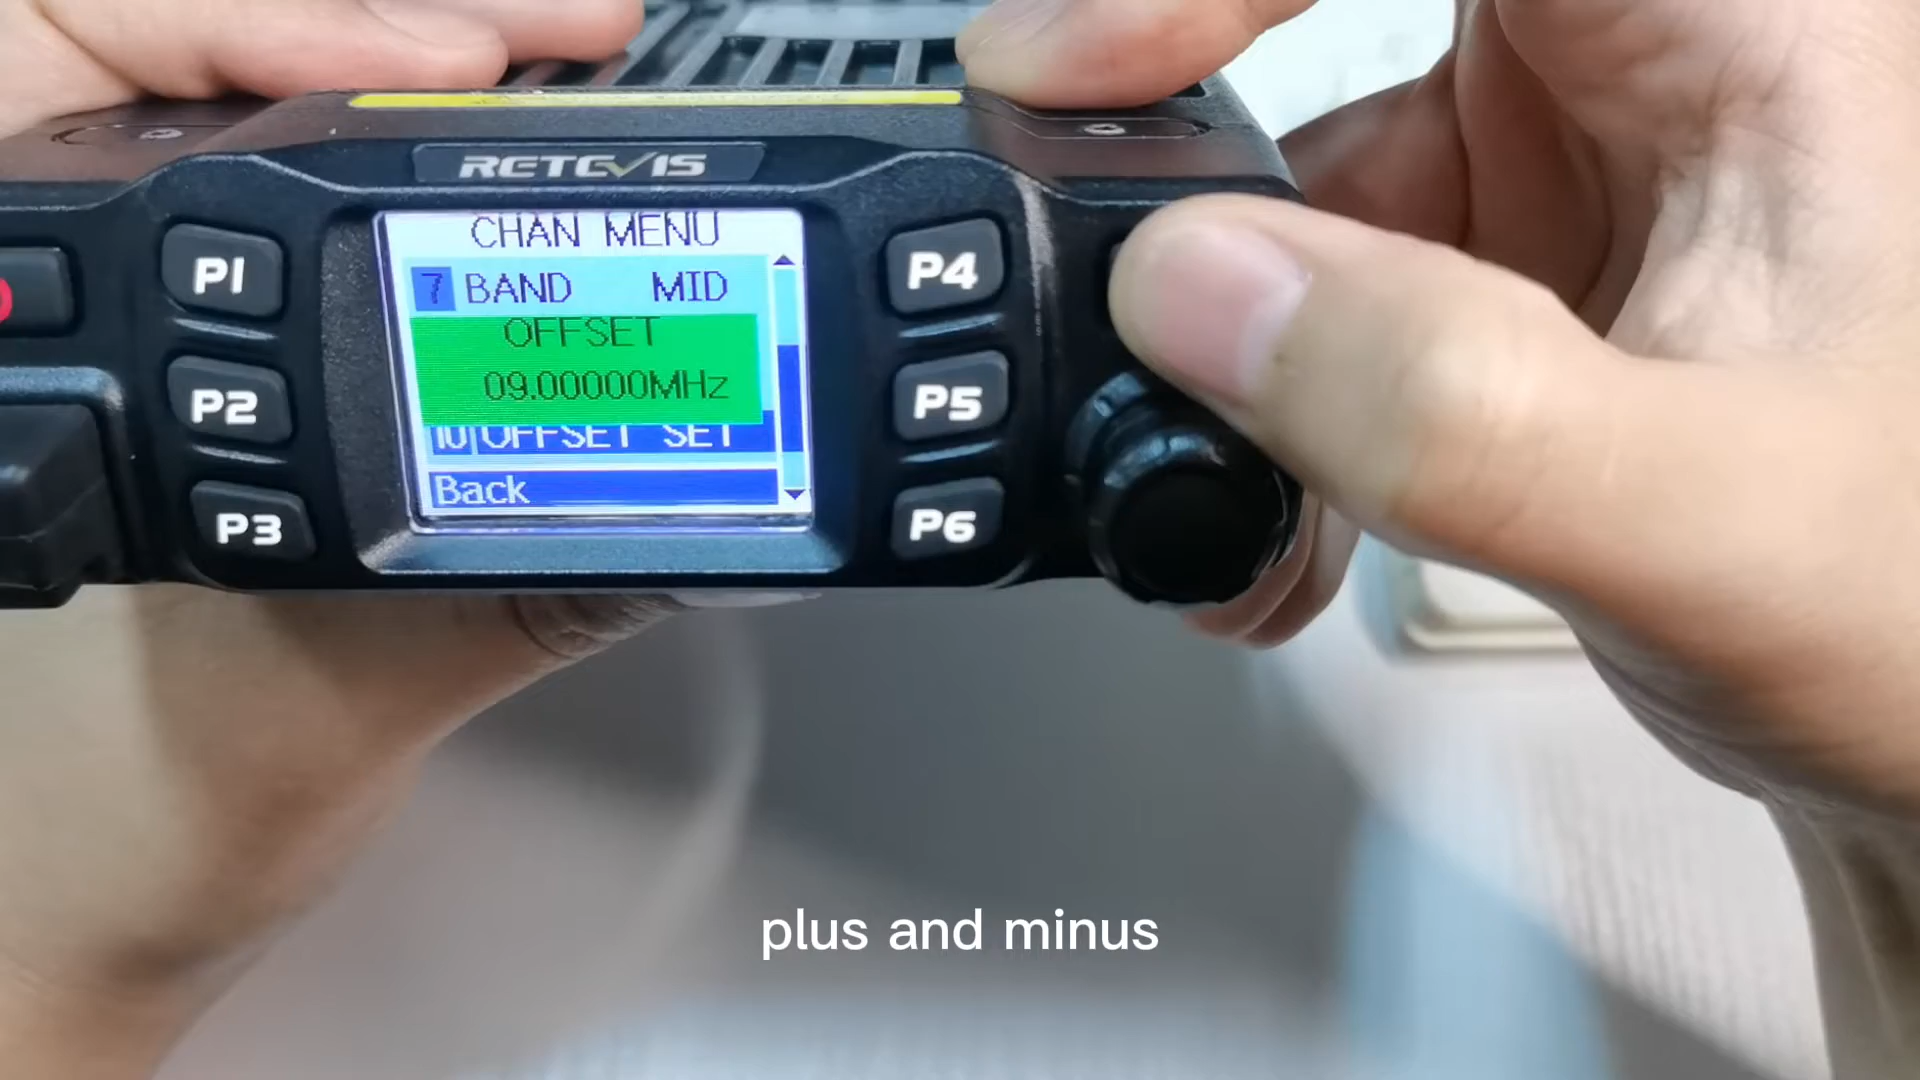 RETEVIS
CHAN MENU
7 BAND MID
OFFSET
09.00000MHz
10 OFFSET SET
Back
P1
P2
P3
P4
P5
P6
plus and minus